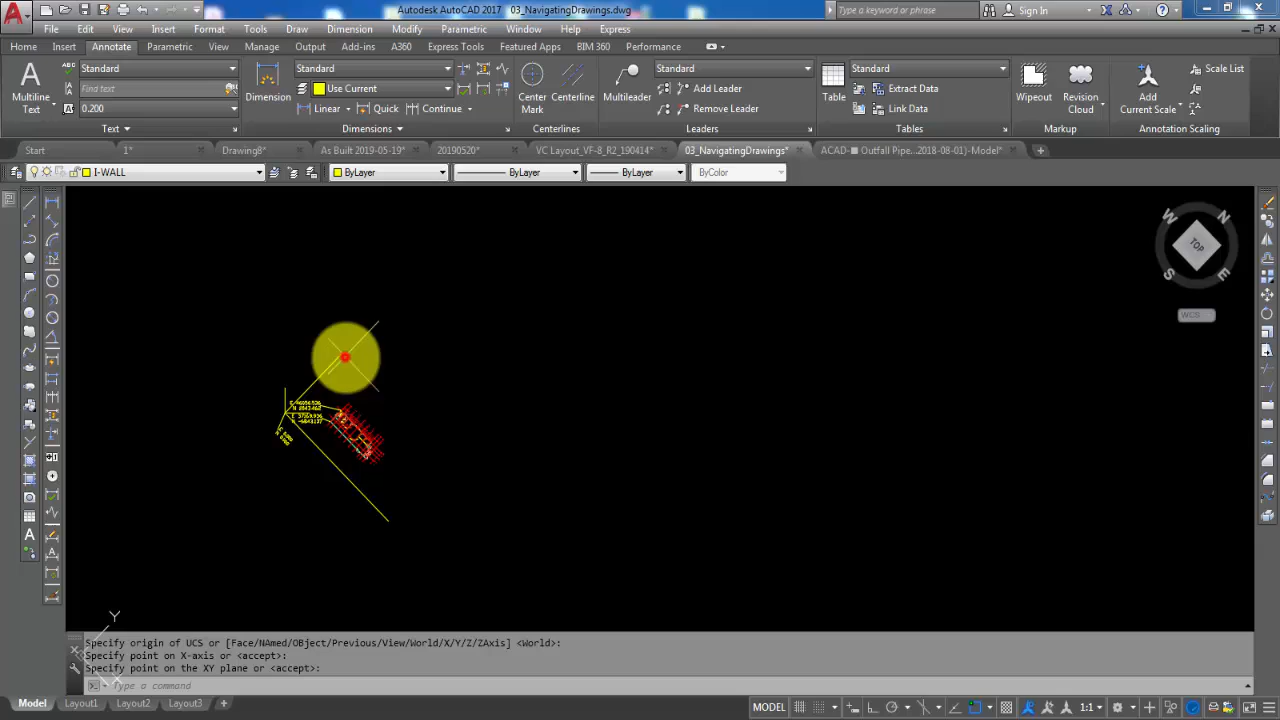 Autodesk AutoCAD 2017 03_NavigatingDrawings.dwg
Type a keyword or phrase
Sign In
File Edit View Insert Format Tools Draw Dimension Modify Parametric Window Help Express
Home Insert Annotate Parametric View Manage Output Add-ins A360 Express Tools Featured Apps BIM 360 Performance
Standard Standard Standard Standard Scale List
Find text Use Current Add Leader Extract Data
0.200 Linear Quick Continue Remove Leader Link Data
Multiline Text
Dimension
Center Mark
Centerline
Multileader
Table
Wipeout
Revision Cloud
Add Current Scale
Text Dimensions Centerlines Leaders Tables Markup Annotation Scaling
Start 1* Drawing8* As Built 2019-05-19* 20190520* VC Layout_VF-8_R2_190414* 03_NavigatingDrawings*
I-WALL ByLayer ByLayer ByLayer ByColor
N
W
TOP
S
E
WCS
Y
Specify origin of UCS or [Face/NAmed/OBject/Previous/View/World/X/Y/Z/ZAxis] <World>:
Specify point on X-axis or <accept>:
Specify point on the XY plane or <accept>:
Type a command
Model Layout1 Layout2 Layout3 +
MODEL 1:1